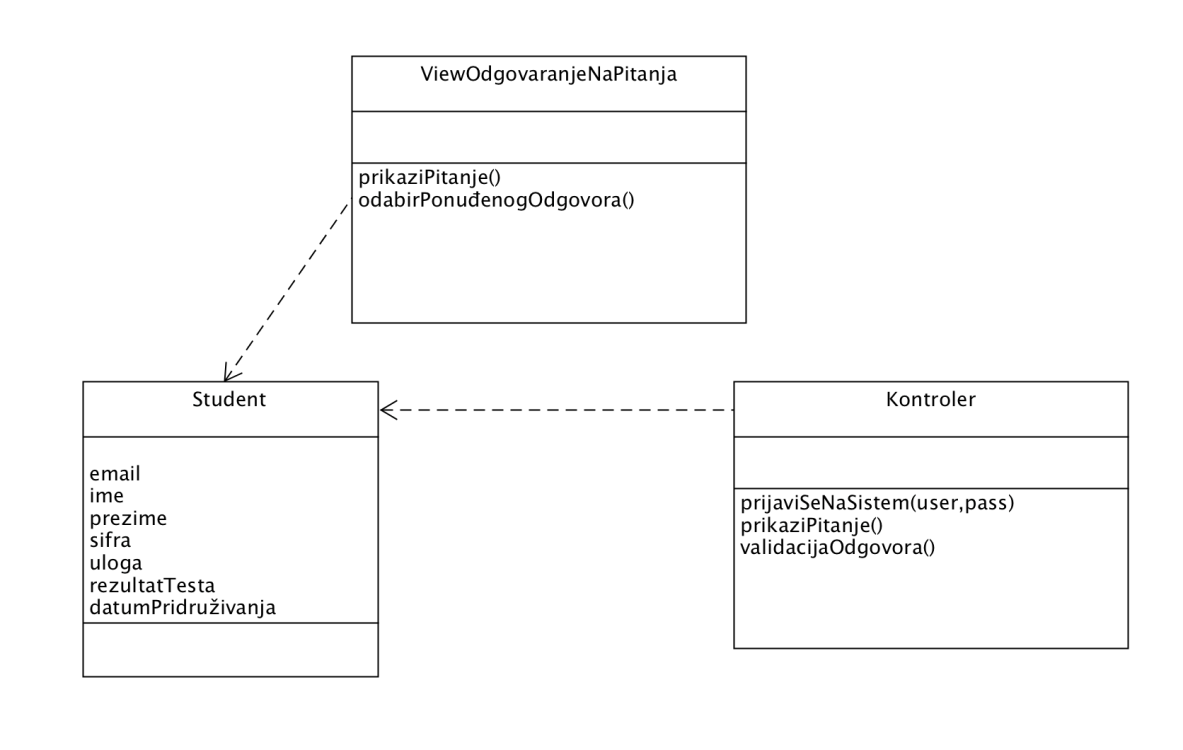 ViewOdgovaranjeNaPitanja
prikaziPitanje()
odabirPonuđenogOdgovora()
Student
email
ime
prezime
sifra
uloga
rezultatTesta
datumPridruživanja
Kontroler
prijaviSeNaSistem(user,pass)
prikaziPitanje()
validacijaOdgovora()